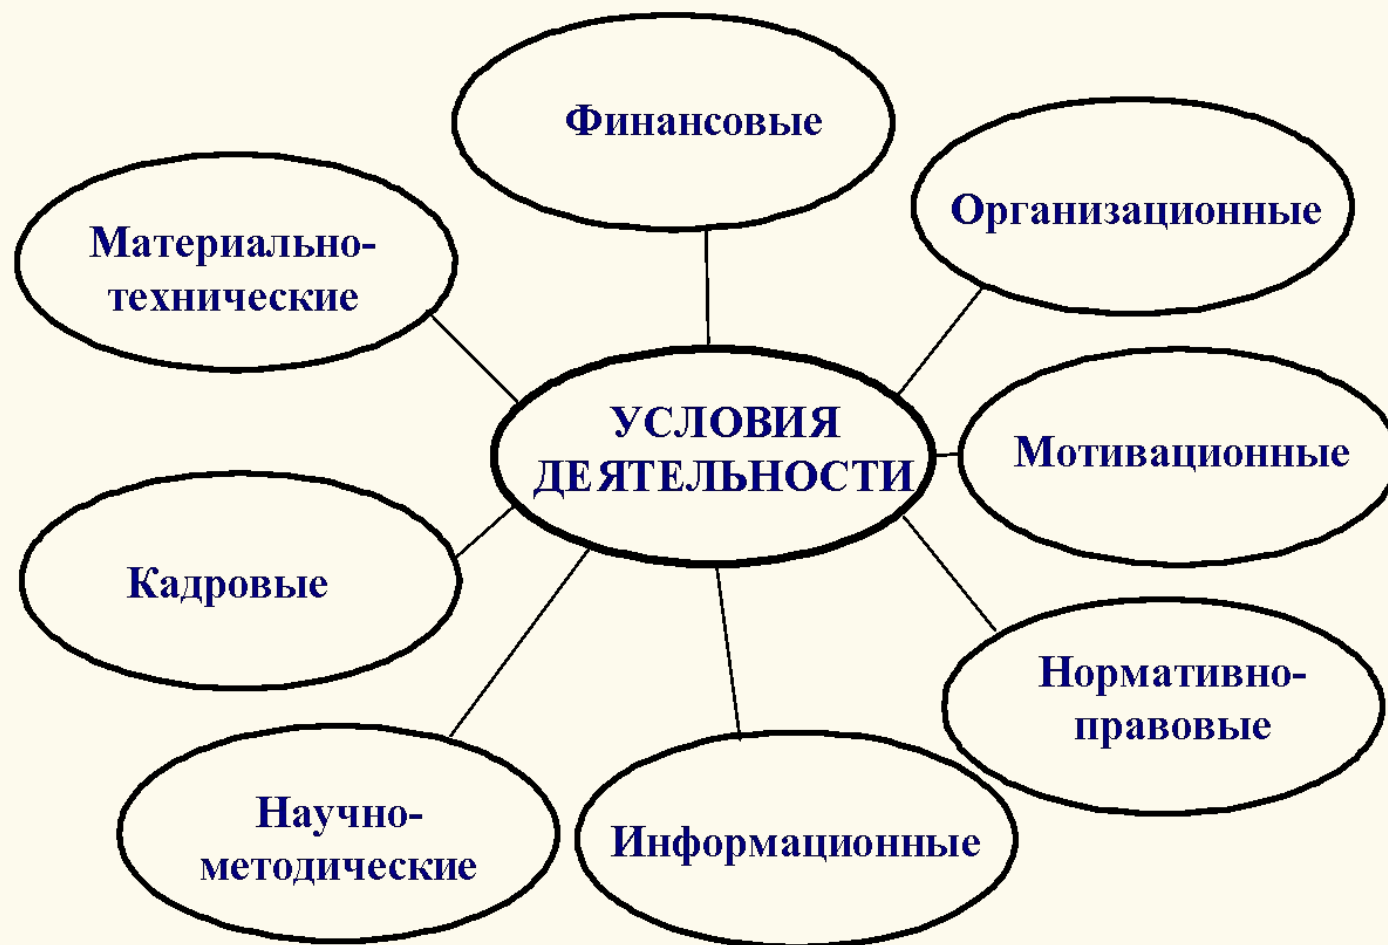 Финансовые
Организационные
Материально-
технические
УСЛОВИЯ
ДЕЯТЕЛЬНОСТИ
Мотивационные
Кадровые
Нормативно-
правовые
Научно-
методические
Информационные